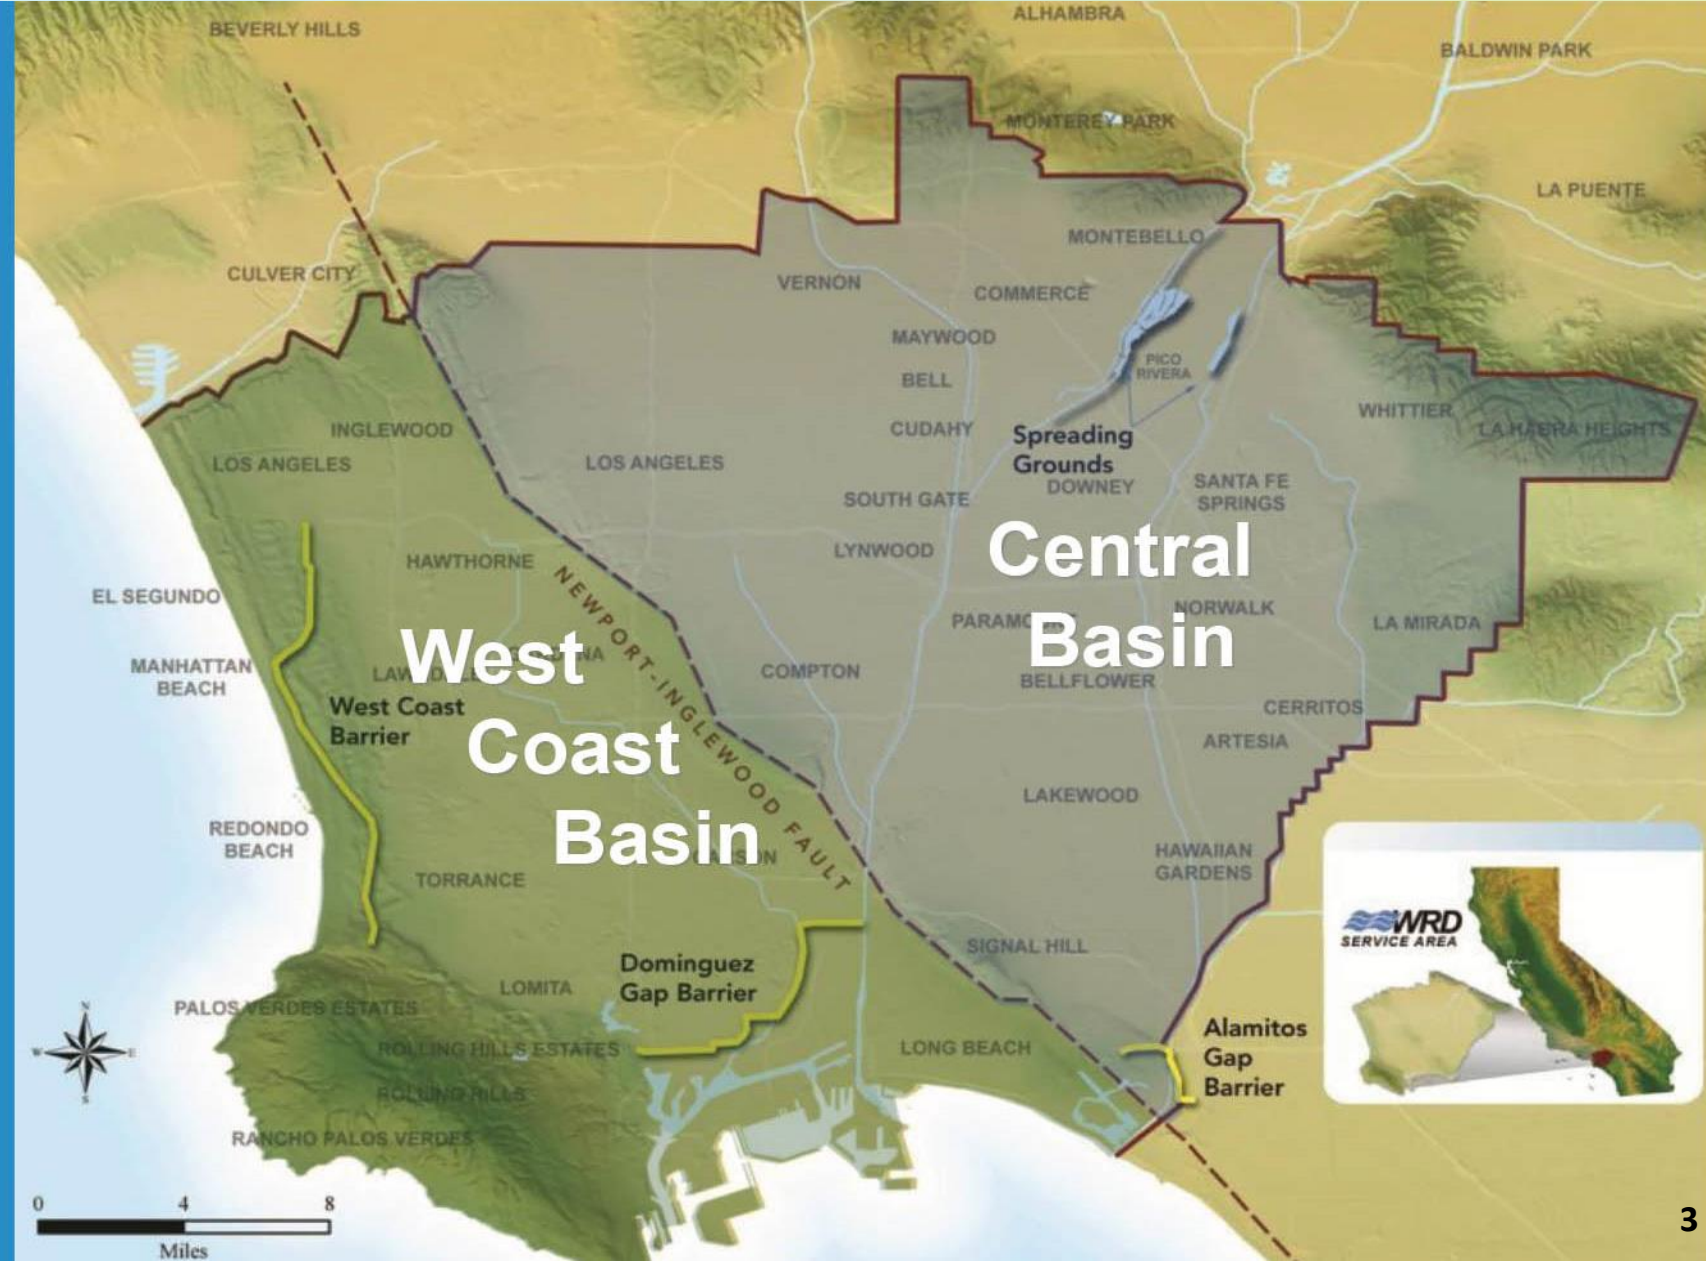 BEVERLY HILLS
ALHAMBRA
BALDWIN PARK
MONTEREY PARK
LA PUENTE
MONTEBELLO
CULVER CITY
VERNON
COMMERCE
MAYWOOD
PICO
RIVERA
BELL
WHITTIER
LA HABRA HEIGHTS
INGLEWOOD
CUDAHY
Spreading
Grounds
LOS ANGELES
LOS ANGELES
DOWNEY
SANTA FE
SPRINGS
SOUTH GATE
Central
Basin
LYNWOOD
HAWTHORNE
EL SEGUNDO
NEWPORT-INGLEWOOD FAULT
NORWALK
LA MIRADA
West
Coast
Basin
MANHATTAN
BEACH
COMPTON
BELLFLOWER
West Coast
Barrier
CERRITOS
ARTESIA
LAKEWOOD
REDONDO
BEACH
HAWAIIAN
GARDENS
TORRANCE
WRD
SERVICE AREA
SIGNAL HILL
Dominguez
Gap Barrier
LOMITA
PALOS VERDES ESTATES
N
W
E
S
Alamitos
Gap
Barrier
ROLLING HILLS ESTATES
LONG BEACH
ROLLING HILLS
RANCHO PALOS VERDES
0 4 8
Miles
3